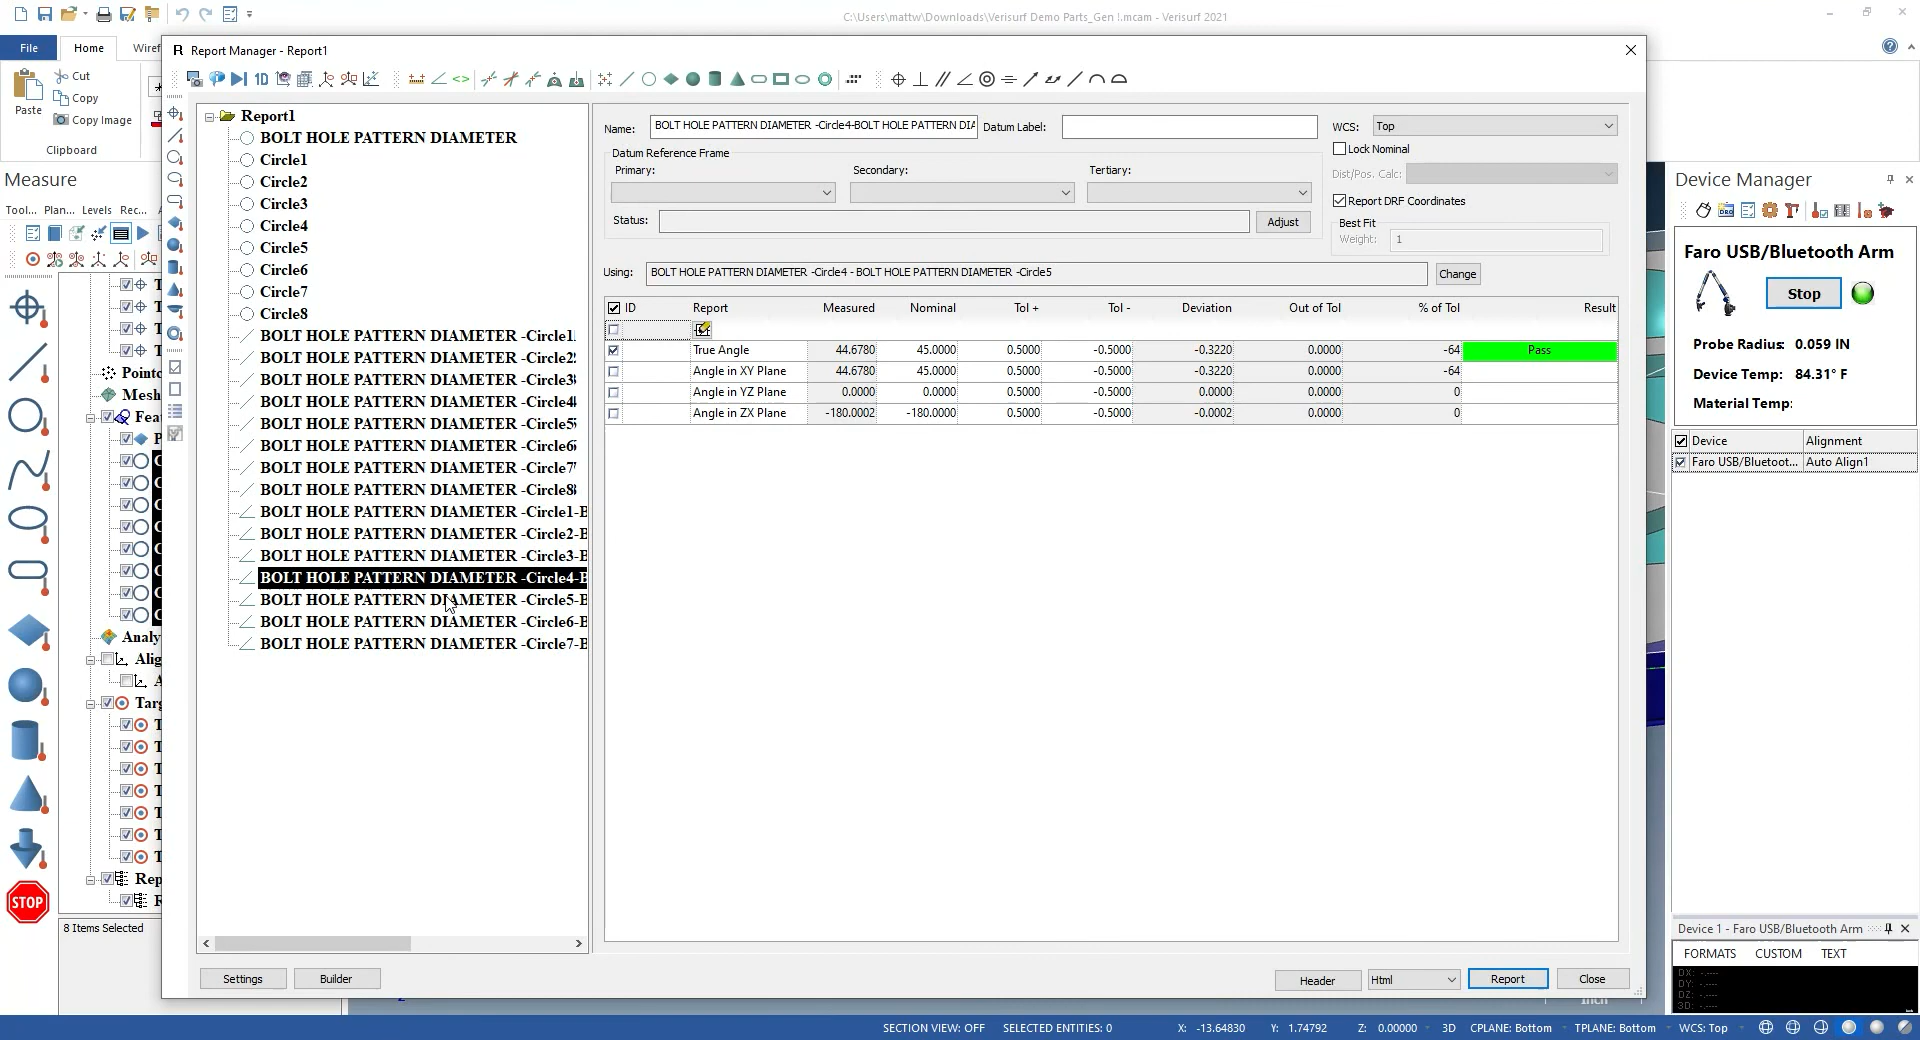 C:\Users\mattw\Downloads\Verisurf Demo Parts_Gen I.mcam - Verisurf 2021
File
Home
Wiref
Paste
Cut
Copy
Copy Image
Clipboard
Measure
Tool...
Plan...
Levels
Rec...
Pointc
Mesh
Feat
Analy
Alig
Targ
Rep
STOP
8 Items Selected
R Report Manager - Report1
1D
Report1
BOLT HOLE PATTERN DIAMETER
Circle1
Circle2
Circle3
Circle4
Circle5
Circle6
Circle7
Circle8
BOLT HOLE PATTERN DIAMETER -Circle1
BOLT HOLE PATTERN DIAMETER -Circle2
BOLT HOLE PATTERN DIAMETER -Circle3
BOLT HOLE PATTERN DIAMETER -Circle4
BOLT HOLE PATTERN DIAMETER -Circle5
BOLT HOLE PATTERN DIAMETER -Circle6
BOLT HOLE PATTERN DIAMETER -Circle7
BOLT HOLE PATTERN DIAMETER -Circle8
BOLT HOLE PATTERN DIAMETER -Circle1-B
BOLT HOLE PATTERN DIAMETER -Circle2-B
BOLT HOLE PATTERN DIAMETER -Circle3-B
BOLT HOLE PATTERN DIAMETER -Circle4-B
BOLT HOLE PATTERN DIAMETER -Circle5-B
BOLT HOLE PATTERN DIAMETER -Circle6-B
BOLT HOLE PATTERN DIAMETER -Circle7-B
Settings
Builder
Name: BOLT HOLE PATTERN DIAMETER -Circle4-BOLT HOLE PATTERN DIA
Datum Label:
WCS: Top
Datum Reference Frame
Primary:
Secondary:
Tertiary:
Status:
Adjust
Lock Nominal
Dist/Pos. Calc:
Report DRF Coordinates
Best Fit
Weight: 1
Using: BOLT HOLE PATTERN DIAMETER -Circle4 - BOLT HOLE PATTERN DIAMETER -Circle5
Change
ID Report Measured Nominal Tol + Tol - Deviation Out of Tol % of Tol Result
True Angle 44.6780 45.0000 0.5000 -0.5000 -0.3220 0.0000 -64 Pass
Angle in XY Plane 44.6780 45.0000 0.5000 -0.5000 -0.3220 0.0000 -64
Angle in YZ Plane 0.0000 0.0000 0.5000 -0.5000 0.0000 0.0000 0
Angle in ZX Plane -180.0002 -180.0000 0.5000 -0.5000 -0.0002 0.0000 0
Header
Html
Report
Close
Device Manager
Faro USB/Bluetooth Arm
Stop
Probe Radius: 0.059 IN
Device Temp: 84.31° F
Material Temp:
Device Alignment
Faro USB/Bluetoot... Auto Align1
Device 1 - Faro USB/Bluetooth Arm
FORMATS CUSTOM TEXT
DX: -.----
DY: -.----
DZ: -.----
3D: -.----
Inch
SECTION VIEW: OFF SELECTED ENTITIES: 0 X: -13.64830 Y: 1.74792 Z: 0.00000 3D CPLANE: Bottom TPLANE: Bottom WCS: Top